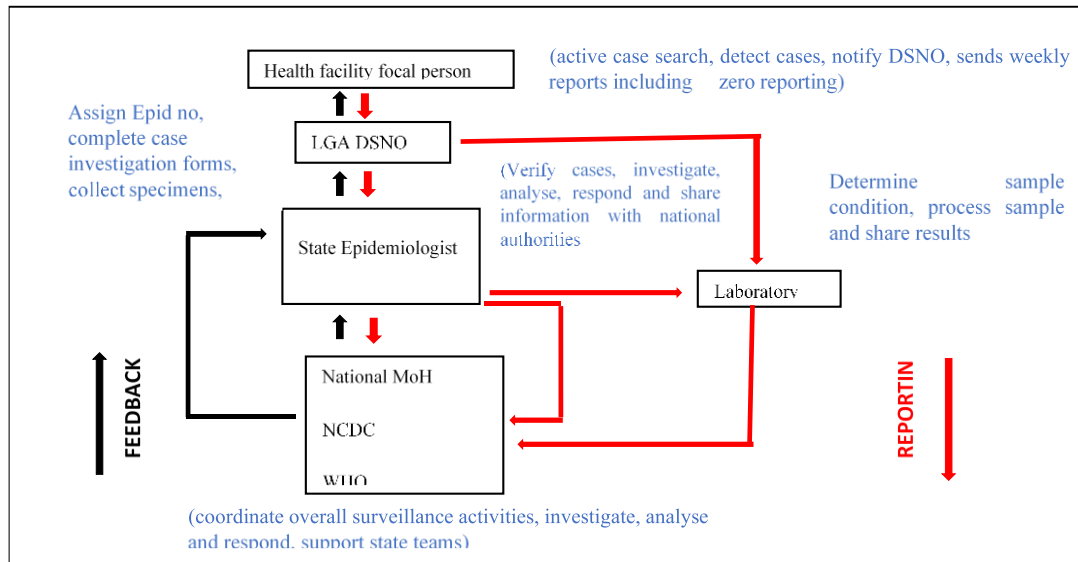 Health facility focal person
(active case search, detect cases, notify DSNO, sends weekly
reports including zero reporting)
Assign Epid no,
complete case
investigation forms,
collect specimens,
LGA DSNO
(Verify cases, investigate,
analyse, respond and share
information with national
authorities
Determine sample
condition, process sample
and share results
State Epidemiologist
Laboratory
FEEDBACK
National MoH
NCDC
WHO
REPORTIN
(coordinate overall surveillance activities, investigate, analyse
and respond, support state teams)